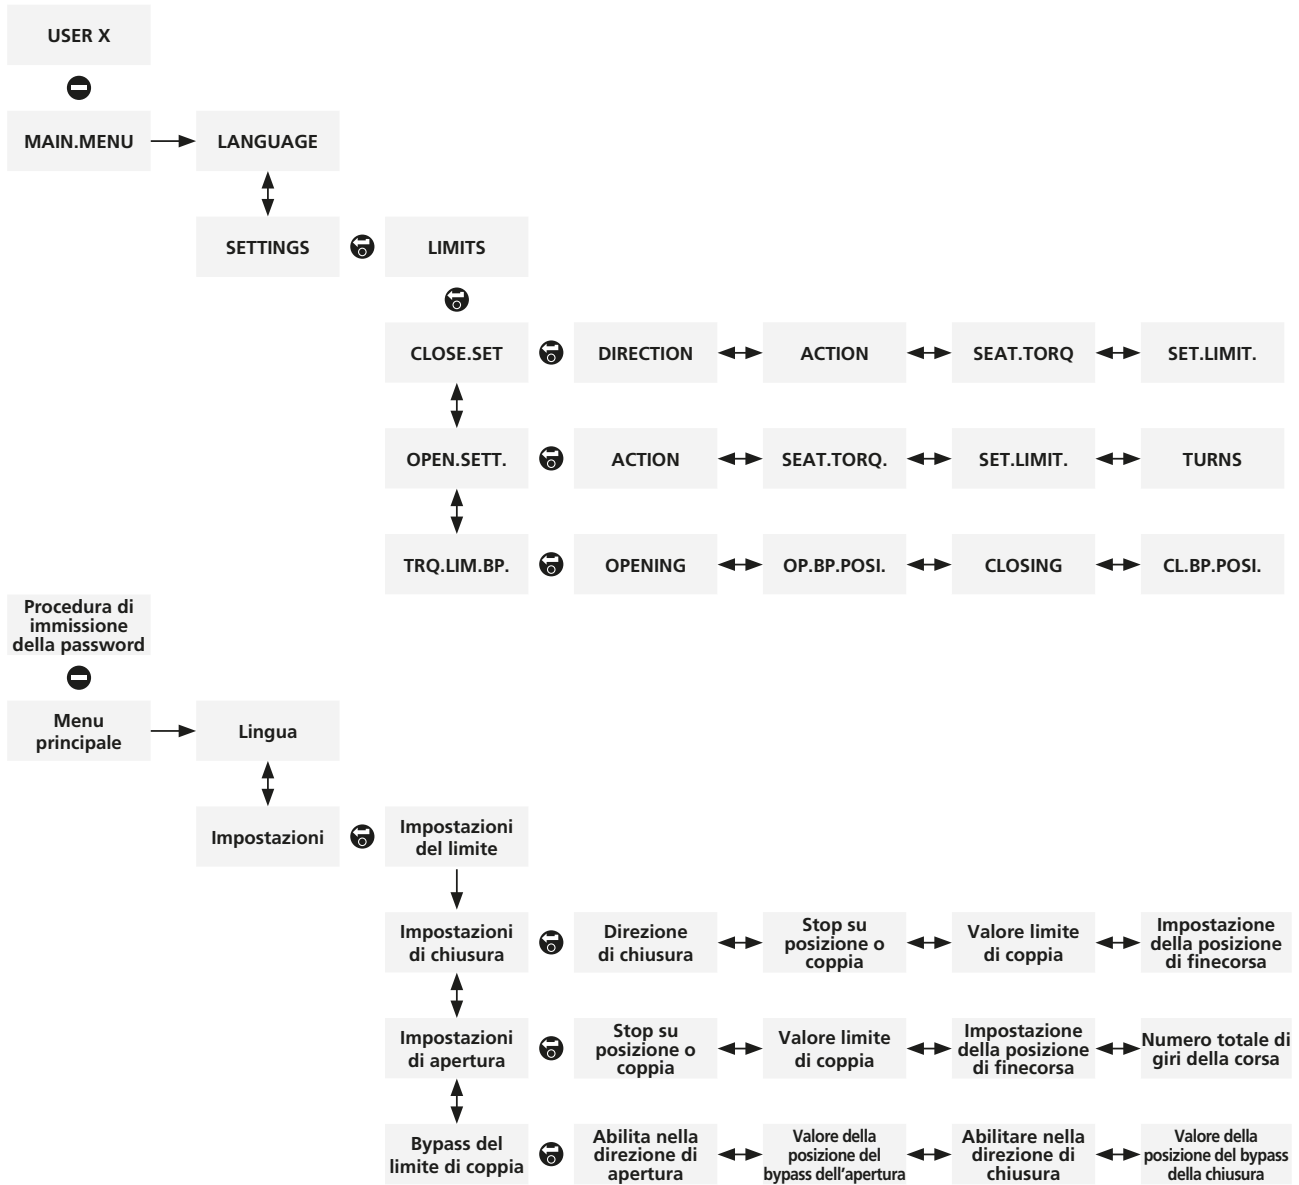 USER X
MAIN.MENU
LANGUAGE
SETTINGS
LIMITS
CLOSE.SET
DIRECTION
ACTION
SEAT.TORQ
SET.LIMIT.
OPEN.SETT.
ACTION
SEAT.TORQ.
SET.LIMIT.
TURNS
TRQ.LIM.BP.
OPENING
OP.BP.POSI.
CLOSING
CL.BP.POSI.
Procedura di
immissione
della password
Menu
principale
Lingua
Impostazioni
Impostazioni
del limite
Impostazioni
di chiusura
Direzione
di chiusura
Stop su
posizione o
coppia
Valore limite
di coppia
Impostazione
della posizione
di finecorsa
Impostazioni
di apertura
Stop su
posizione o
coppia
Valore limite
di coppia
Impostazione
della posizione
di finecorsa
Numero totale di
giri della corsa
Bypass del
limite di coppia
Abilita nella
direzione di
apertura
Valore della
posizione del
bypass dell'apertura
Abilitare nella
direzione di
chiusura
Valore della
posizione del bypass
della chiusura